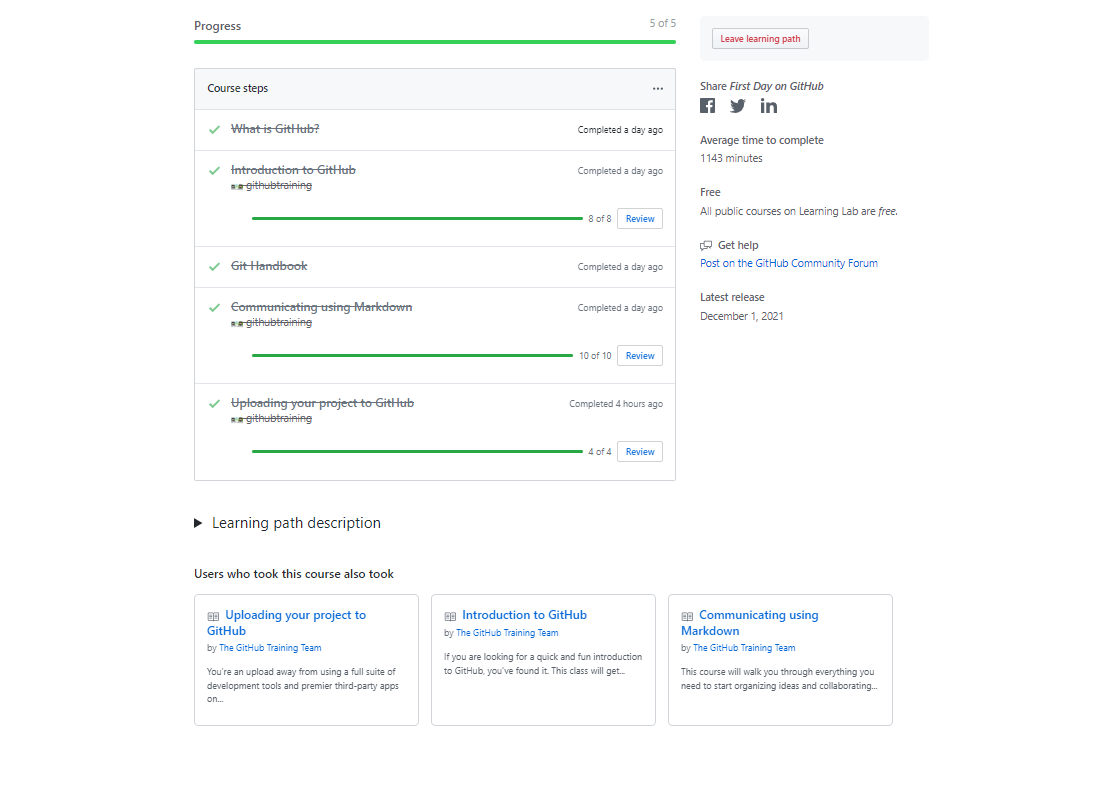 Progress
5 of 5
Course steps
What is GitHub?
Completed a day ago
Introduction to GitHub
Completed a day ago
githubtraining
8 of 8
Review
Git Handbook
Completed a day ago
Communicating using Markdown
Completed a day ago
githubtraining
10 of 10
Review
Uploading your project to GitHub
Completed 4 hours ago
githubtraining
4 of 4
Review
Leave learning path
Share First Day on GitHub
Average time to complete
1143 minutes
Free
All public courses on Learning Lab are free.
Get help
Post on the GitHub Community Forum
Latest release
December 1, 2021
Learning path description
Users who took this course also took
Uploading your project to
GitHub
by The GitHub Training Team
You're an upload away from using a full suite of
development tools and premier third-party apps
on...
Introduction to GitHub
by The GitHub Training Team
If you are looking for a quick and fun introduction
to GitHub, you've found it. This class will get...
Communicating using
Markdown
by The GitHub Training Team
This course will walk you through everything you
need to start organizing ideas and collaborating...